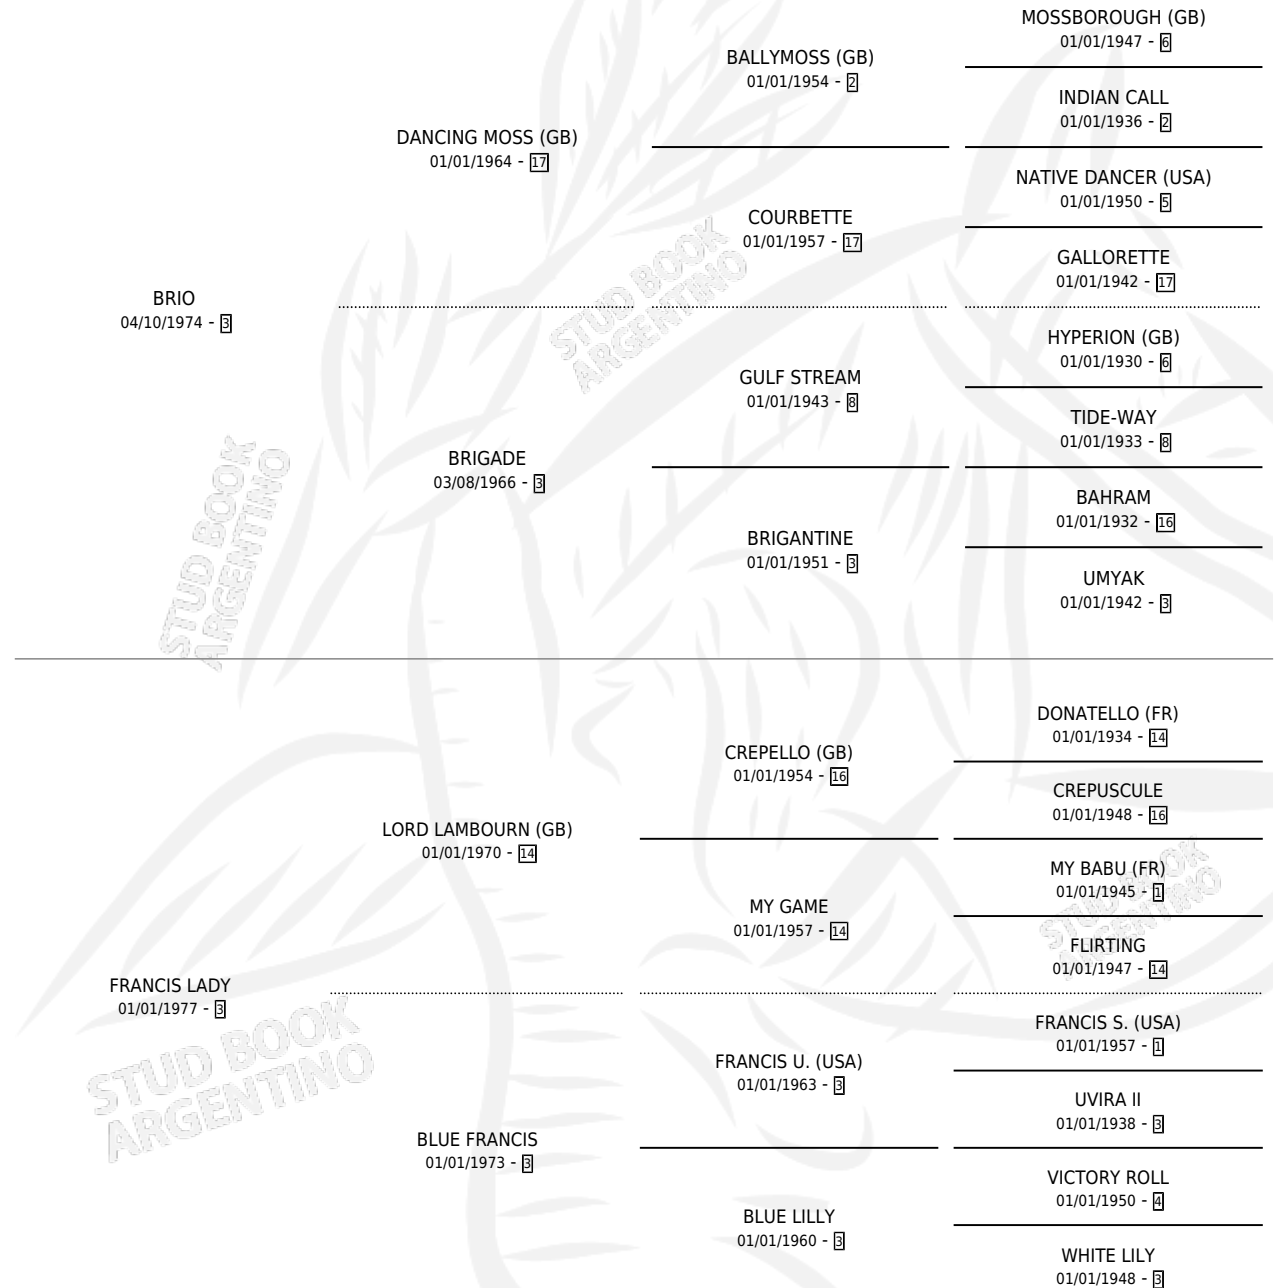 MOSSBOROUGH (GB)
01/01/1947 - 6
BALLYMOSS (GB)
01/01/1954 - 2
INDIAN CALL
01/01/1936 - 2
DANCING MOSS (GB)
01/01/1964 - 17
NATIVE DANCER (USA)
01/01/1950 - 5
COURBETTE
01/01/1957 - 17
GALLORETTE
01/01/1942 - 17
BRIO
04/10/1974 - 3
HYPERION (GB)
01/01/1930 - 6
GULF STREAM
01/01/1943 - 8
TIDE-WAY
01/01/1933 - 8
BRIGADE
03/08/1966 - 3
BAHRAM
01/01/1932 - 16
BRIGANTINE
01/01/1951 - 3
UMYAK
01/01/1942 - 3
STUD BOOK
ARGENTINO
STUD BOOK
ARGENTINO
DONATELLO (FR)
01/01/1934 - 14
CREPELLO (GB)
01/01/1954 - 16
CREPUSCULE
01/01/1948 - 16
LORD LAMBOURN (GB)
01/01/1970 - 14
MY BABU (FR)
01/01/1945 - 1
MY GAME
01/01/1957 - 14
FLIRTING
01/01/1947 - 14
FRANCIS LADY
01/01/1977 - 3
FRANCIS S. (USA)
01/01/1957 - 1
FRANCIS U. (USA)
01/01/1963 - 3
UVIRA II
01/01/1938 - 3
BLUE FRANCIS
01/01/1973 - 3
VICTORY ROLL
01/01/1950 - 4
BLUE LILLY
01/01/1960 - 3
WHITE LILY
01/01/1948 - 3
STUD BOOK
ARGENTINO
STUD BOOK
ARGENTINO